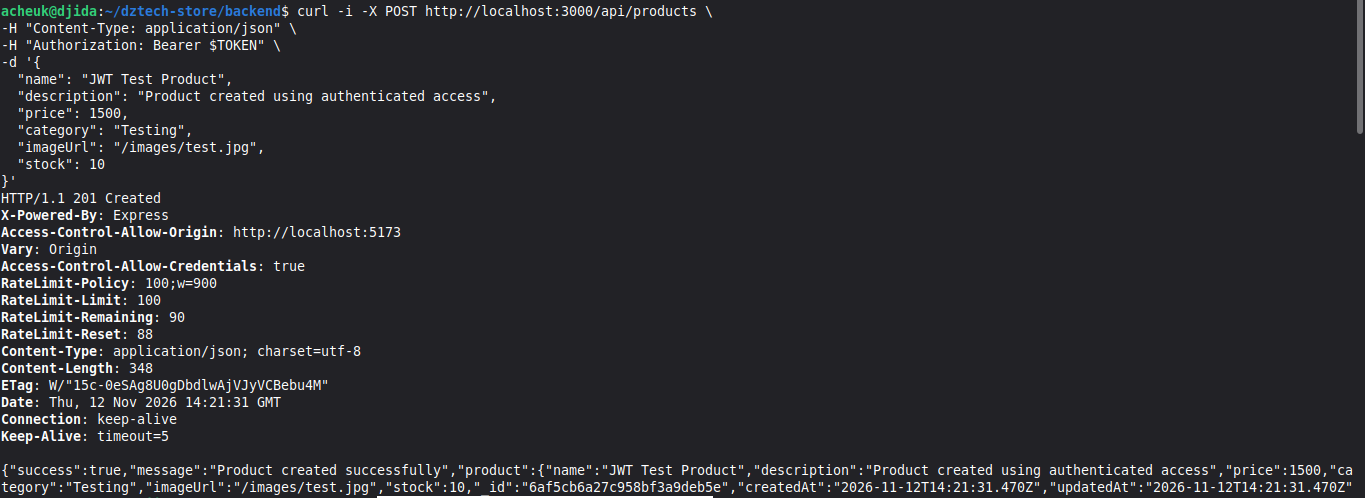 acheuk@djida:~/dztech-store/backend$ curl -i -X POST http://localhost:3000/api/products \
-H "Content-Type: application/json" \
-H "Authorization: Bearer $TOKEN" \
-d '{
  "name": "JWT Test Product",
  "description": "Product created using authenticated access",
  "price": 1500,
  "category": "Testing",
  "imageUrl": "/images/test.jpg",
  "stock": 10
}'
HTTP/1.1 201 Created
X-Powered-By: Express
Access-Control-Allow-Origin: http://localhost:5173
Vary: Origin
Access-Control-Allow-Credentials: true
RateLimit-Policy: 100;w=900
RateLimit-Limit: 100
RateLimit-Remaining: 90
RateLimit-Reset: 88
Content-Type: application/json; charset=utf-8
Content-Length: 348
ETag: W/"15c-0eSAg8U0gDbdlwAjVJyVCBebu4M"
Date: Thu, 12 Nov 2026 14:21:31 GMT
Connection: keep-alive
Keep-Alive: timeout=5

{"success":true,"message":"Product created successfully","product":{"name":"JWT Test Product","description":"Product created using authenticated access","price":1500,"ca
tegory":"Testing","imageUrl":"/images/test.jpg","stock":10,"_id":"6af5cb6a27c958bf3a9deb5e","createdAt":"2026-11-12T14:21:31.470Z","updatedAt":"2026-11-12T14:21:31.470Z"